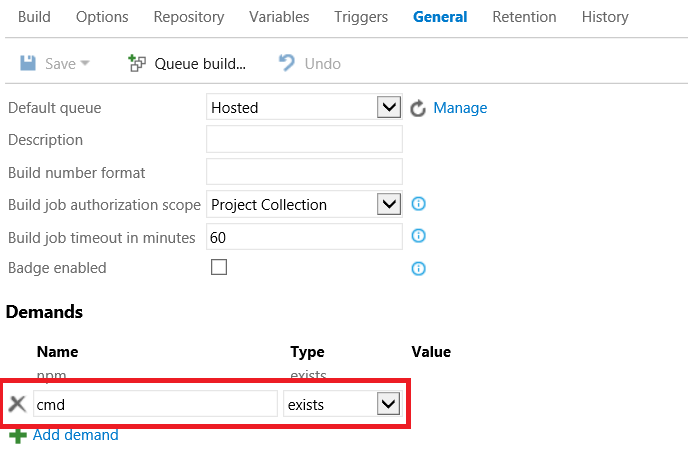 Build Options Repository Variables Triggers General Retention History
Save Queue build... Undo
Default queue Hosted Manage
Description
Build number format
Build job authorization scope Project Collection
Build job timeout in minutes 60
Badge enabled
Demands
Name Type Value
npm exists
cmd exists
Add demand